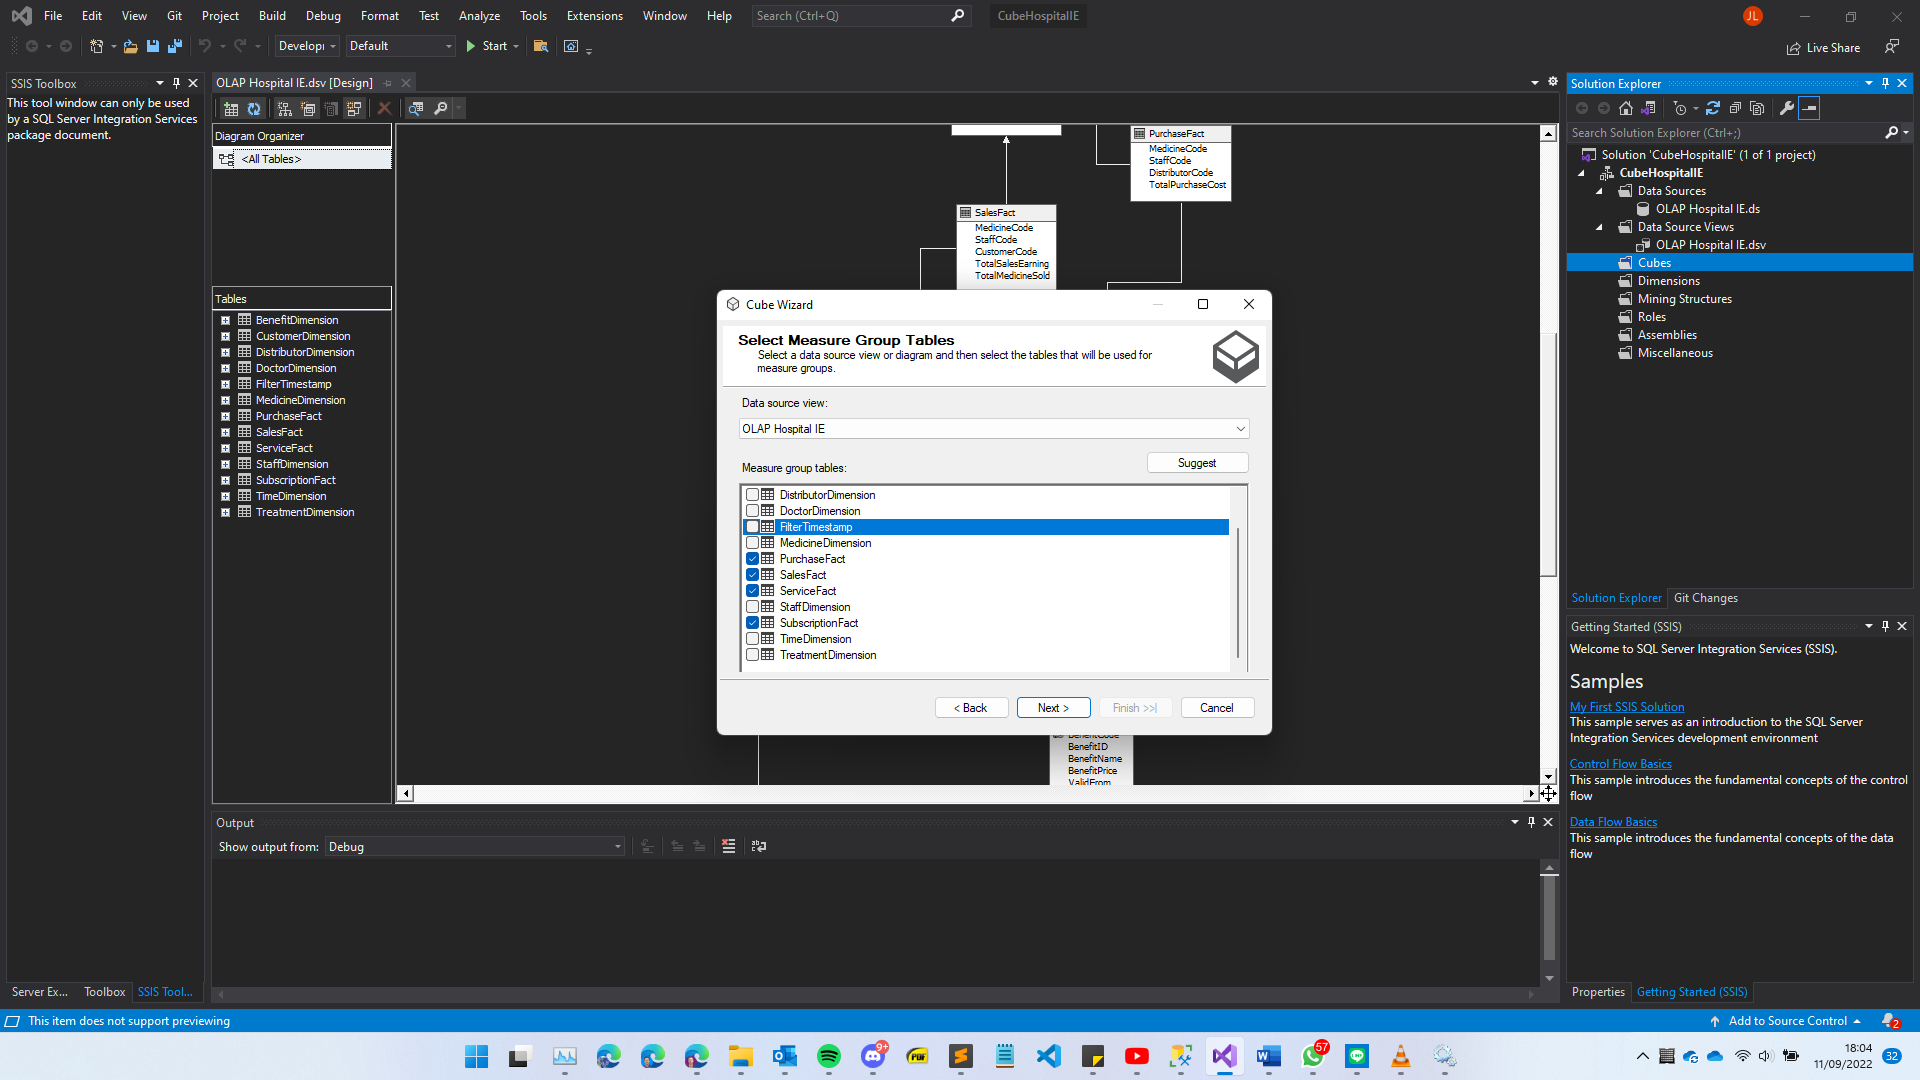 File Edit View Git Project Build Debug Format Test Analyze Tools Extensions Window Help Search (Ctrl+Q) CubeHospitalIE JL
Developi Default Start Live Share
SSIS Toolbox
This tool window can only be used
by a SQL Server Integration Services
package document.
OLAP Hospital IE.dsv [Design]
Diagram Organizer
<All Tables>
Tables
BenefitDimension
CustomerDimension
DistributorDimension
DoctorDimension
FilterTimestamp
MedicineDimension
PurchaseFact
SalesFact
ServiceFact
StaffDimension
SubscriptionFact
TimeDimension
TreatmentDimension
PurchaseFact
MedicineCode
StaffCode
DistributorCode
TotalPurchaseCost
SalesFact
MedicineCode
StaffCode
CustomerCode
TotalSalesEarning
TotalMedicineSold
Cube Wizard
Select Measure Group Tables
Select a data source view or diagram and then select the tables that will be used for
measure groups.
Data source view:
OLAP Hospital IE
Measure group tables:
Suggest
DistributorDimension
DoctorDimension
FilterTimestamp
MedicineDimension
PurchaseFact
SalesFact
ServiceFact
StaffDimension
SubscriptionFact
TimeDimension
TreatmentDimension
< Back Next > Finish >>| Cancel
BenefitCode
BenefitID
BenefitName
BenefitPrice
ValidFrom
Output
Show output from: Debug
Solution Explorer
Search Solution Explorer (Ctrl+;)
Solution 'CubeHospitalIE' (1 of 1 project)
CubeHospitalIE
Data Sources
OLAP Hospital IE.ds
Data Source Views
OLAP Hospital IE.dsv
Cubes
Dimensions
Mining Structures
Roles
Assemblies
Miscellaneous
Solution Explorer Git Changes
Getting Started (SSIS)
Welcome to SQL Server Integration Services (SSIS).
Samples
My First SSIS Solution
This sample serves as an introduction to the SQL Server
Integration Services development environment
Control Flow Basics
This sample introduces the fundamental concepts of the control
flow
Data Flow Basics
This sample introduces the fundamental concepts of the data
flow
Server Ex... Toolbox SSIS Tool...
Properties Getting Started (SSIS)
This item does not support previewing
Add to Source Control 2
9+ PDF 57
18:04
11/09/2022
32